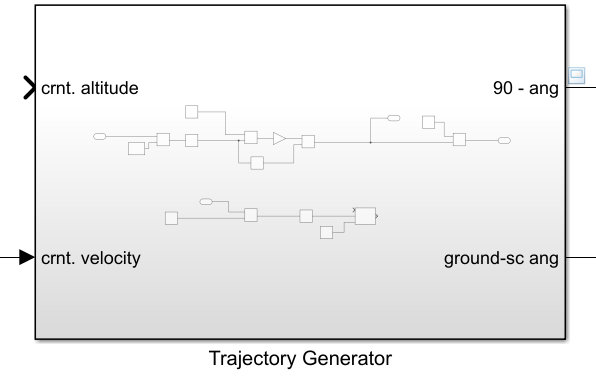 crnt. altitude
90 - ang
crnt. velocity
ground-sc ang
Trajectory Generator